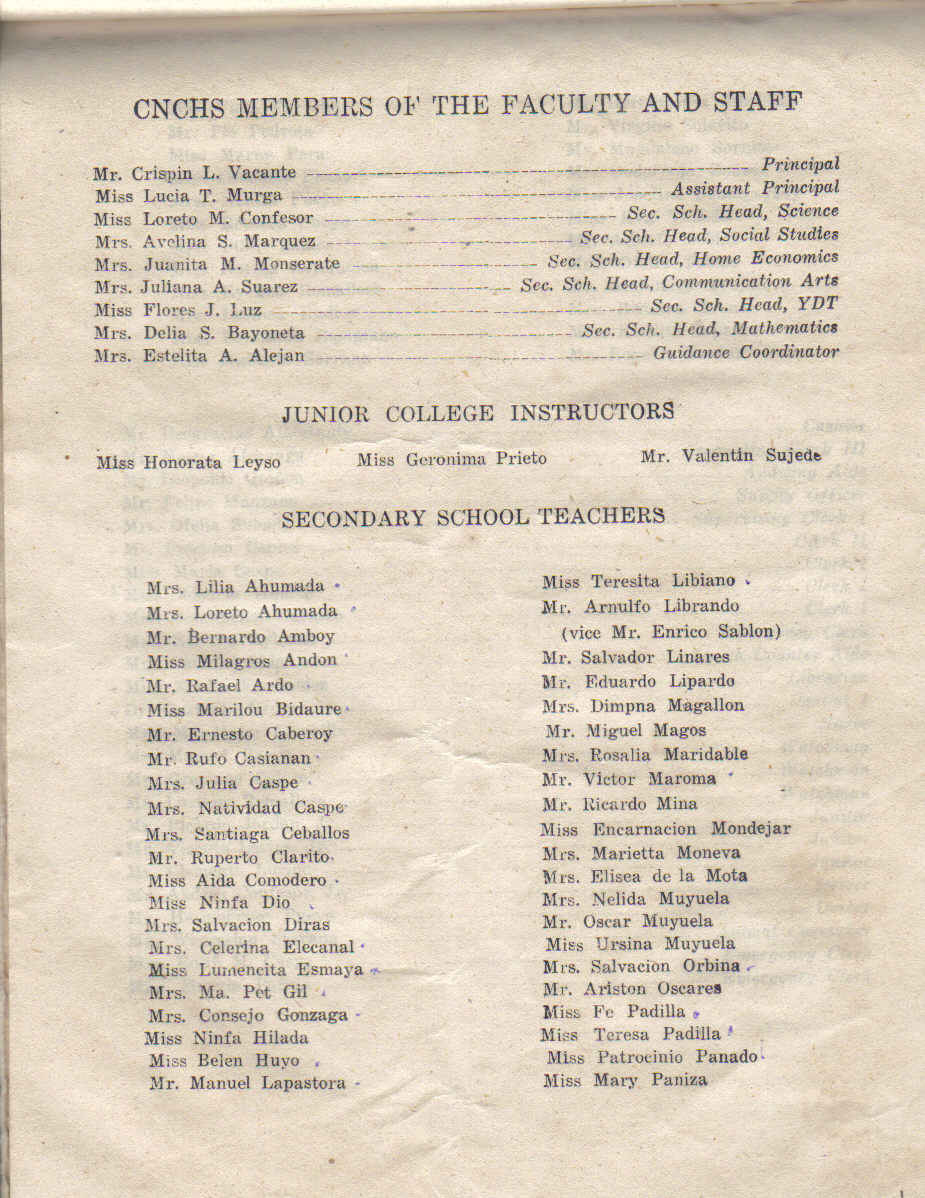 CNCHS MEMBERS OF THE FACULTY AND STAFF
Mr. Crispin L. Vacante Principal
Miss Lucia T. Murga Assistant Principal
Miss Loreto M. Confesor Sec. Sch. Head, Science
Mrs. Avelina S. Marquez Sec. Sch. Head, Social Studies
Mrs. Juanita M. Monserate Sec. Sch. Head, Home Economics
Mrs. Juliana A. Suarez Sec. Sch. Head, Communication Arts
Miss Flores J. Luz Sec. Sch. Head, YDT
Mrs. Delia S. Bayoneta Sec. Sch. Head, Mathematics
Mrs. Estelita A. Alejan Guidance Coordinator
JUNIOR COLLEGE INSTRUCTORS
Miss Honorata Leyso Miss Geronima Prieto Mr. Valentin Sujede
SECONDARY SCHOOL TEACHERS
Mrs. Lilia Ahumada
Mrs. Loreto Ahumada
Mr. Bernardo Amboy
Miss Milagros Andon
Mr. Rafael Ardo
Miss Marilou Bidaure
Mr. Ernesto Caberoy
Mr. Rufo Casianan
Mrs. Julia Caspe
Mrs. Natividad Caspe
Mrs. Santiaga Ceballos
Mr. Ruperto Clarito
Miss Aida Comodero
Miss Ninfa Dio
Mrs. Salvacion Diras
Mrs. Celerina Elecanal
Miss Lumencita Esmaya
Mrs. Ma. Pet Gil
Mrs. Consejo Gonzaga
Miss Ninfa Hilada
Miss Belen Huyo
Mr. Manuel Lapastora
Miss Teresita Libiano
Mr. Arnulfo Librando
(vice Mr. Enrico Sablon)
Mr. Salvador Linares
Mr. Eduardo Lipardo
Mrs. Dimpna Magallon
Mr. Miguel Magos
Mrs. Rosalia Maridable
Mr. Victor Maroma
Mr. Ricardo Mina
Miss Encarnacion Mondejar
Mrs. Marietta Moneva
Mrs. Elisea de la Mota
Mrs. Nelida Muyuela
Mr. Oscar Muyuela
Miss Ursina Muyuela
Mrs. Salvacion Orbina
Mr. Ariston Oscares
Miss Fe Padilla
Miss Teresa Padilla
Miss Patrocinio Panado
Miss Mary Paniza